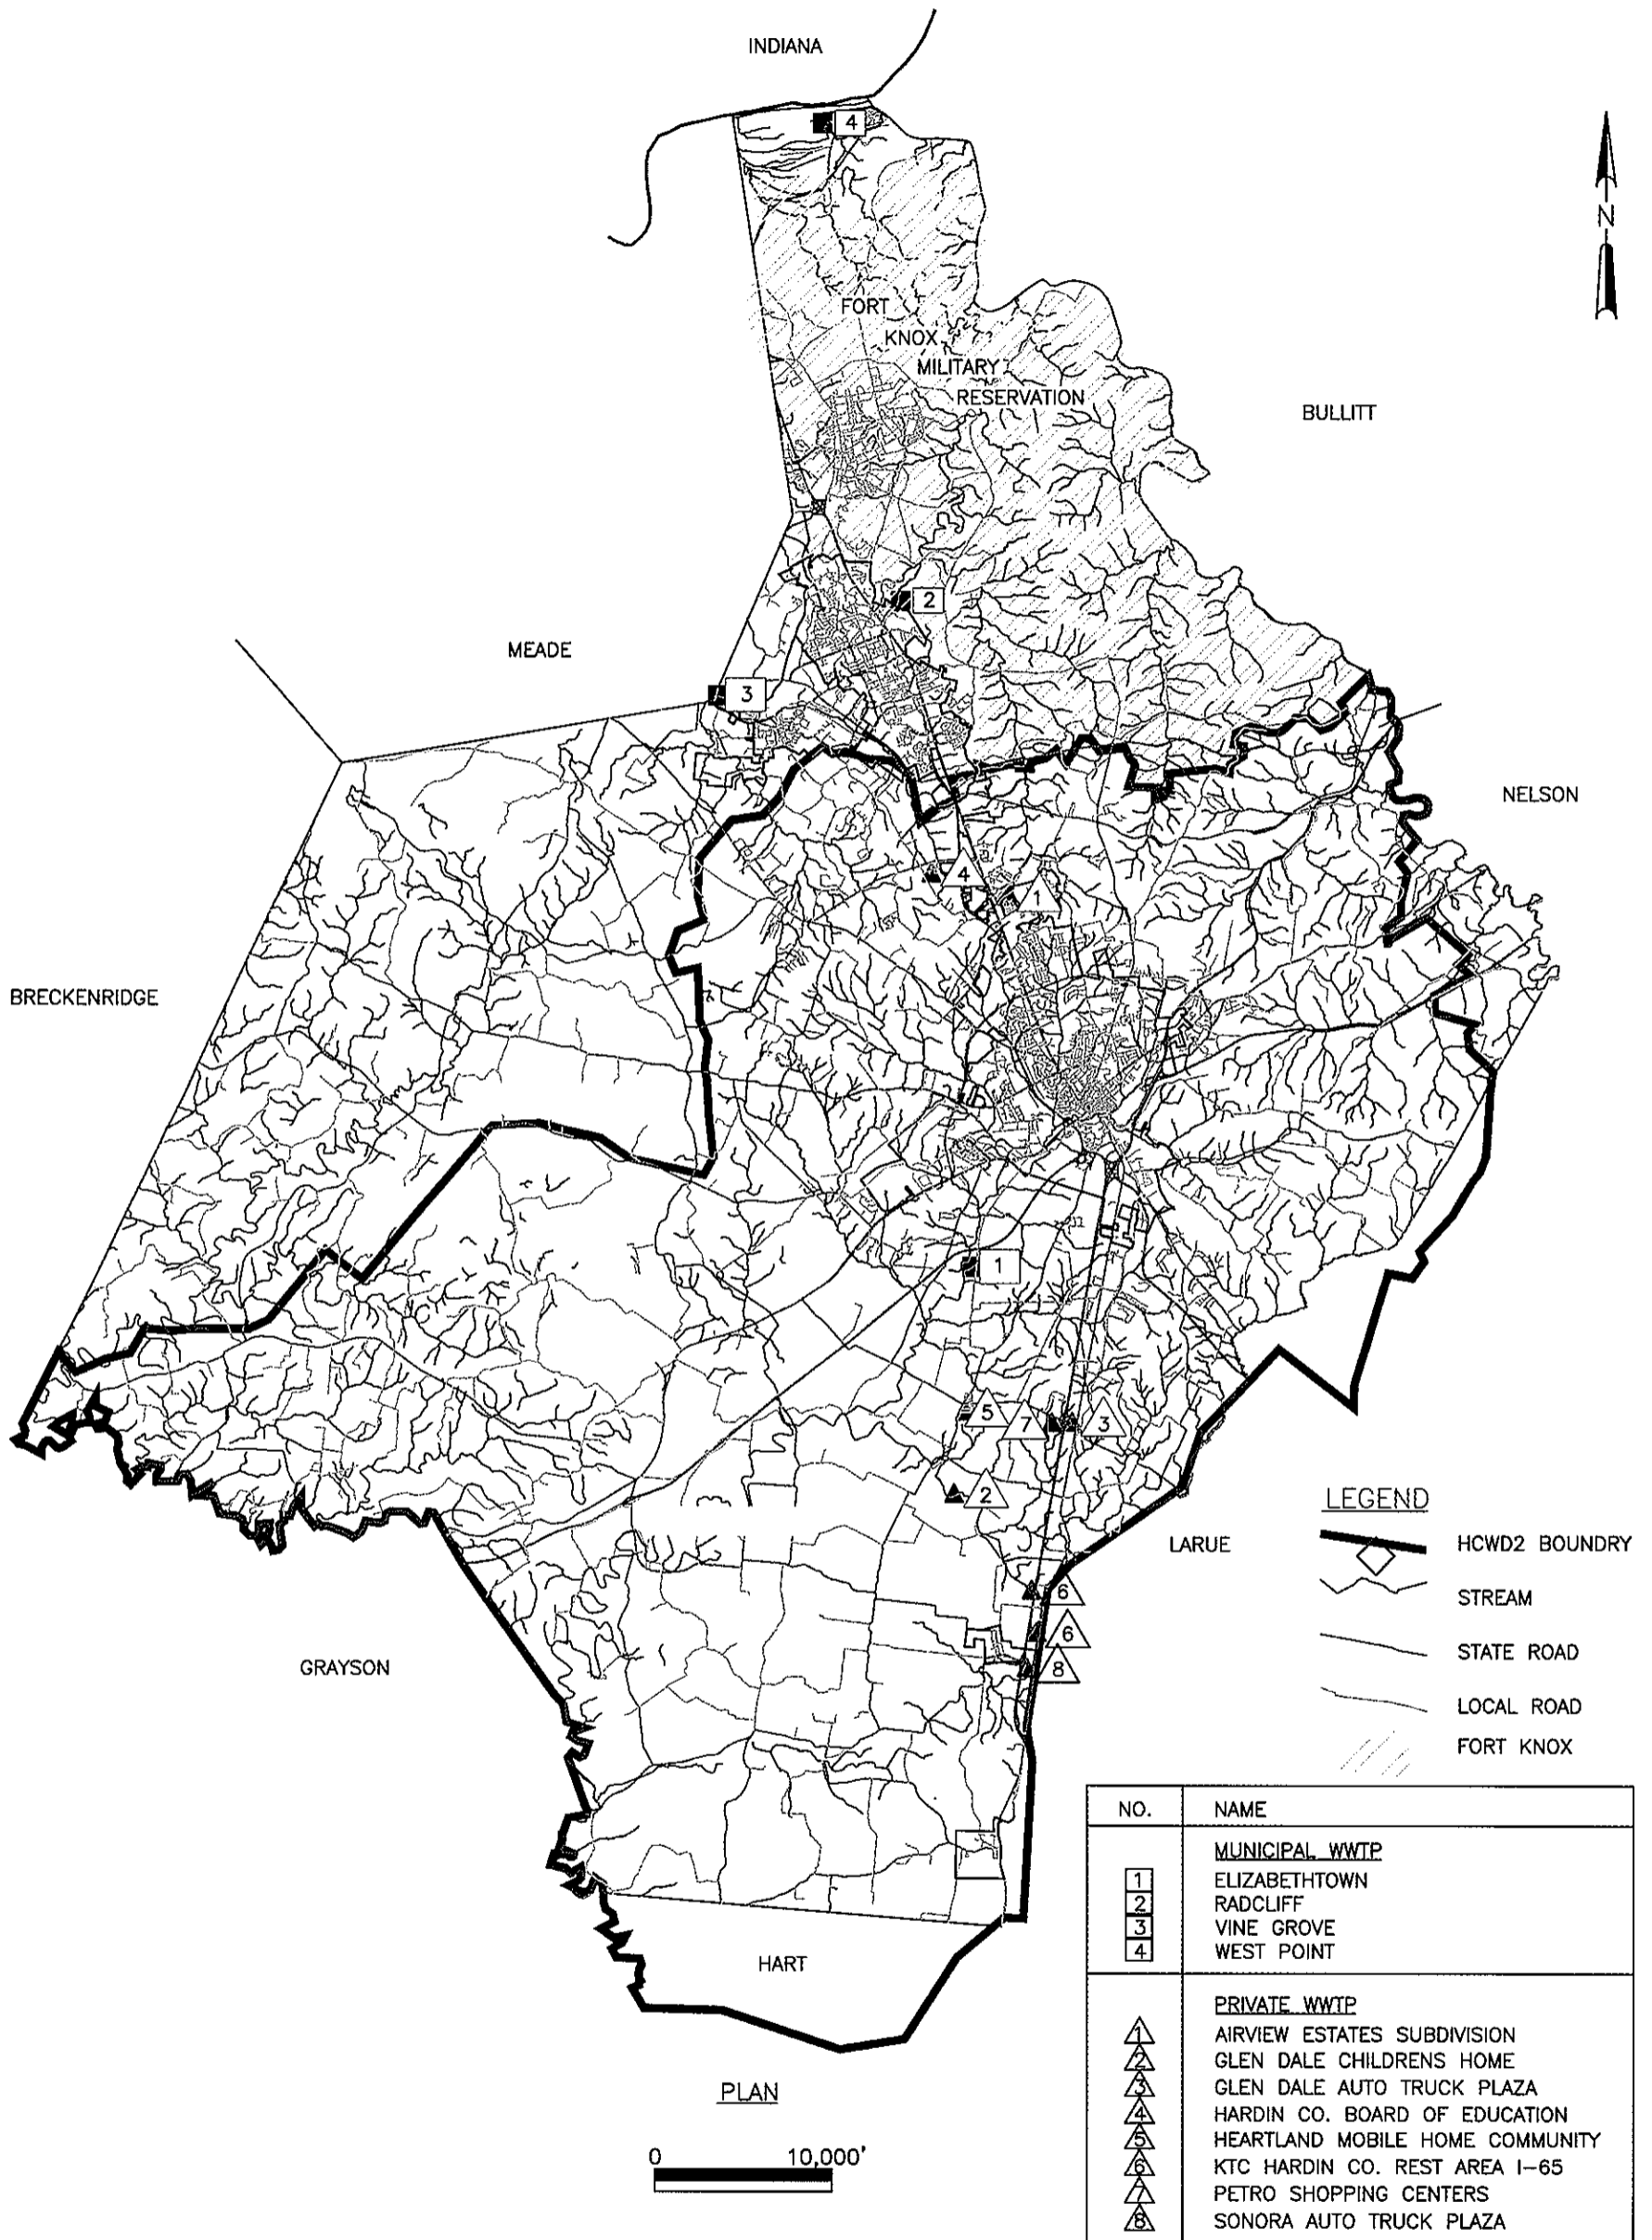 INDIANA
4
N
FORT
KNOX
MILITARY
RESERVATION
BULLITT
2
MEADE
3
NELSON
4
1
BRECKENRIDGE
1
5
7
3
2
LEGEND
HCWD2 BOUNDRY
LARUE
6
STREAM
6
STATE ROAD
8
GRAYSON
LOCAL ROAD
FORT KNOX
NO. NAME
MUNICIPAL WWTP
1 ELIZABETHTOWN
2 RADCLIFF
3 VINE GROVE
4 WEST POINT
HART
PRIVATE WWTP
1 AIRVIEW ESTATES SUBDIVISION
2 GLEN DALE CHILDRENS HOME
3 GLEN DALE AUTO TRUCK PLAZA
4 HARDIN CO. BOARD OF EDUCATION
5 HEARTLAND MOBILE HOME COMMUNITY
6 KTC HARDIN CO. REST AREA I-65
7 PETRO SHOPPING CENTERS
8 SONORA AUTO TRUCK PLAZA
PLAN
0 10,000'